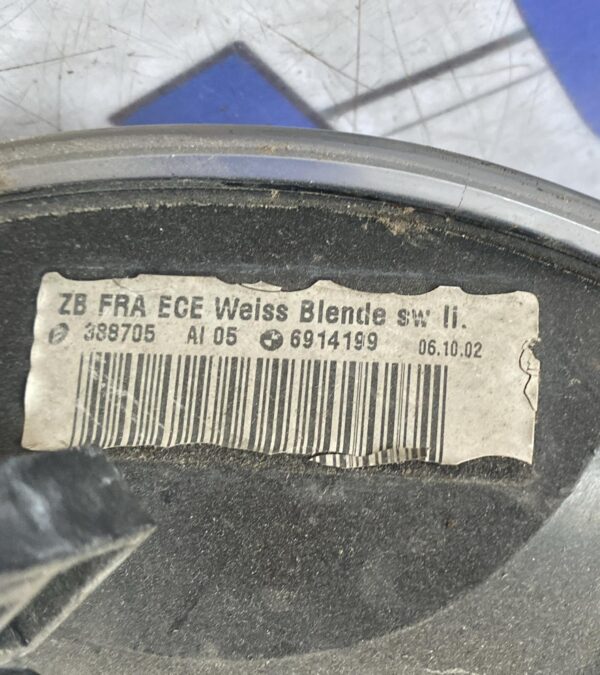 ZB FRA ECE Weiss Blende sw li.
388705 AI 05 6914199 06.10.02